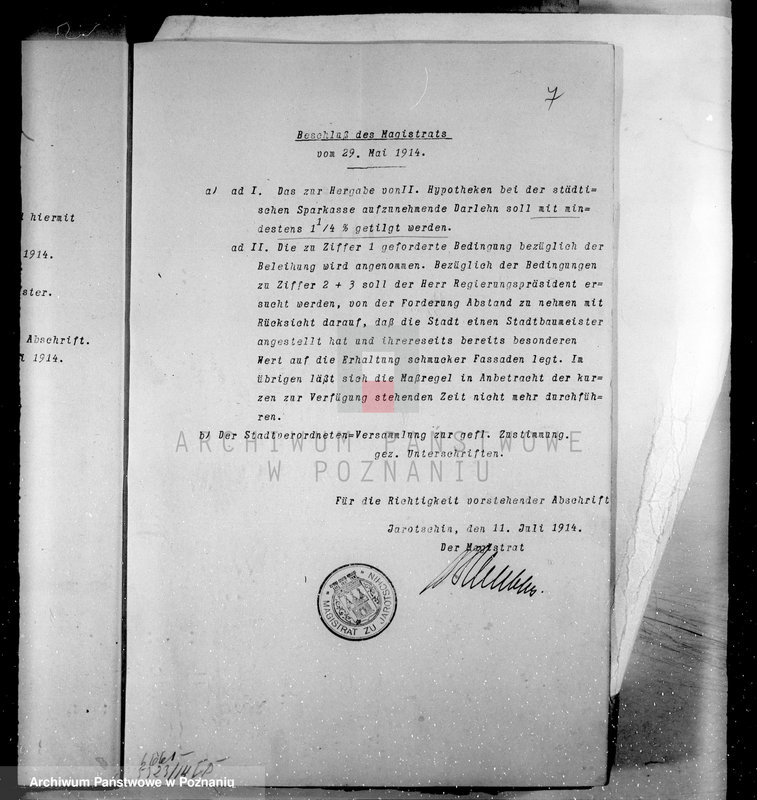 7
Beschluß des Magistrats
vom 29. Mai 1914.
a) ad I. Das zur Hergabe vonII. Hypotheken bei der städti=
schen Sparkasse aufzunehmende Darlehn soll mit min=
destens 1 1/4 % getilgt werden.
ad II. Die zu Ziffer 1 geforderte Bedingung bezüglich der
Beleihung wird angenommen. Bezüglich der Bedingungen
zu Ziffer 2 + 3 soll der Herr Regierungspräsident er=
sucht werden, von der Forderung Abstand zu nehmen mit
Rücksicht darauf, daß die Stadt einen Stadtbaumeister
angestellt hat und ihrereseits bereits besonderen
Wert auf die Erhaltung schmucker Fassaden legt. Im
übrigen läßt sich die Maßregel in Anbetracht der kur=
zen zur Verfügung stehenden Zeit nicht mehr durchfüh=
ren.
b) Der Stadtverordneten=Versammlung zur gefl. Zustimmung.
gez. Unterschriften.
Für die Richtigkeit vorstehender Abschrift
Jarotschin, den 11. Juli 1914.
Der Magistrat
MAGISTRAT ZU JAROTSCHIN
hiermit
1914.
ster.
Abschrift.
1914.
ARCHIWUM PAŃSTWOWE
W POZNANIU
Archiwum Państwowe w Poznaniu